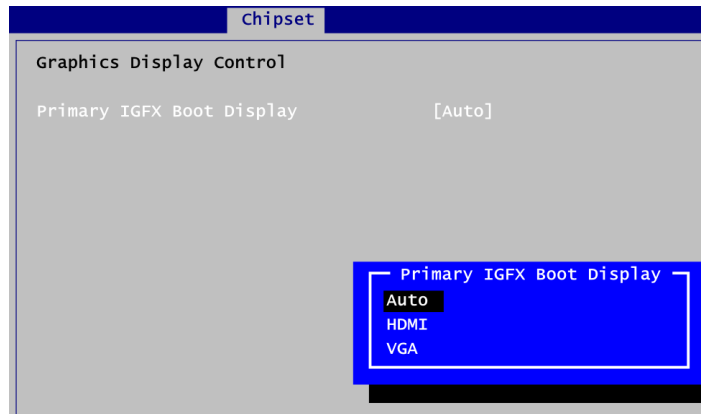 Chipset
Graphics Display Control
Primary IGFX Boot Display [Auto]
Primary IGFX Boot Display
Auto
HDMI
VGA